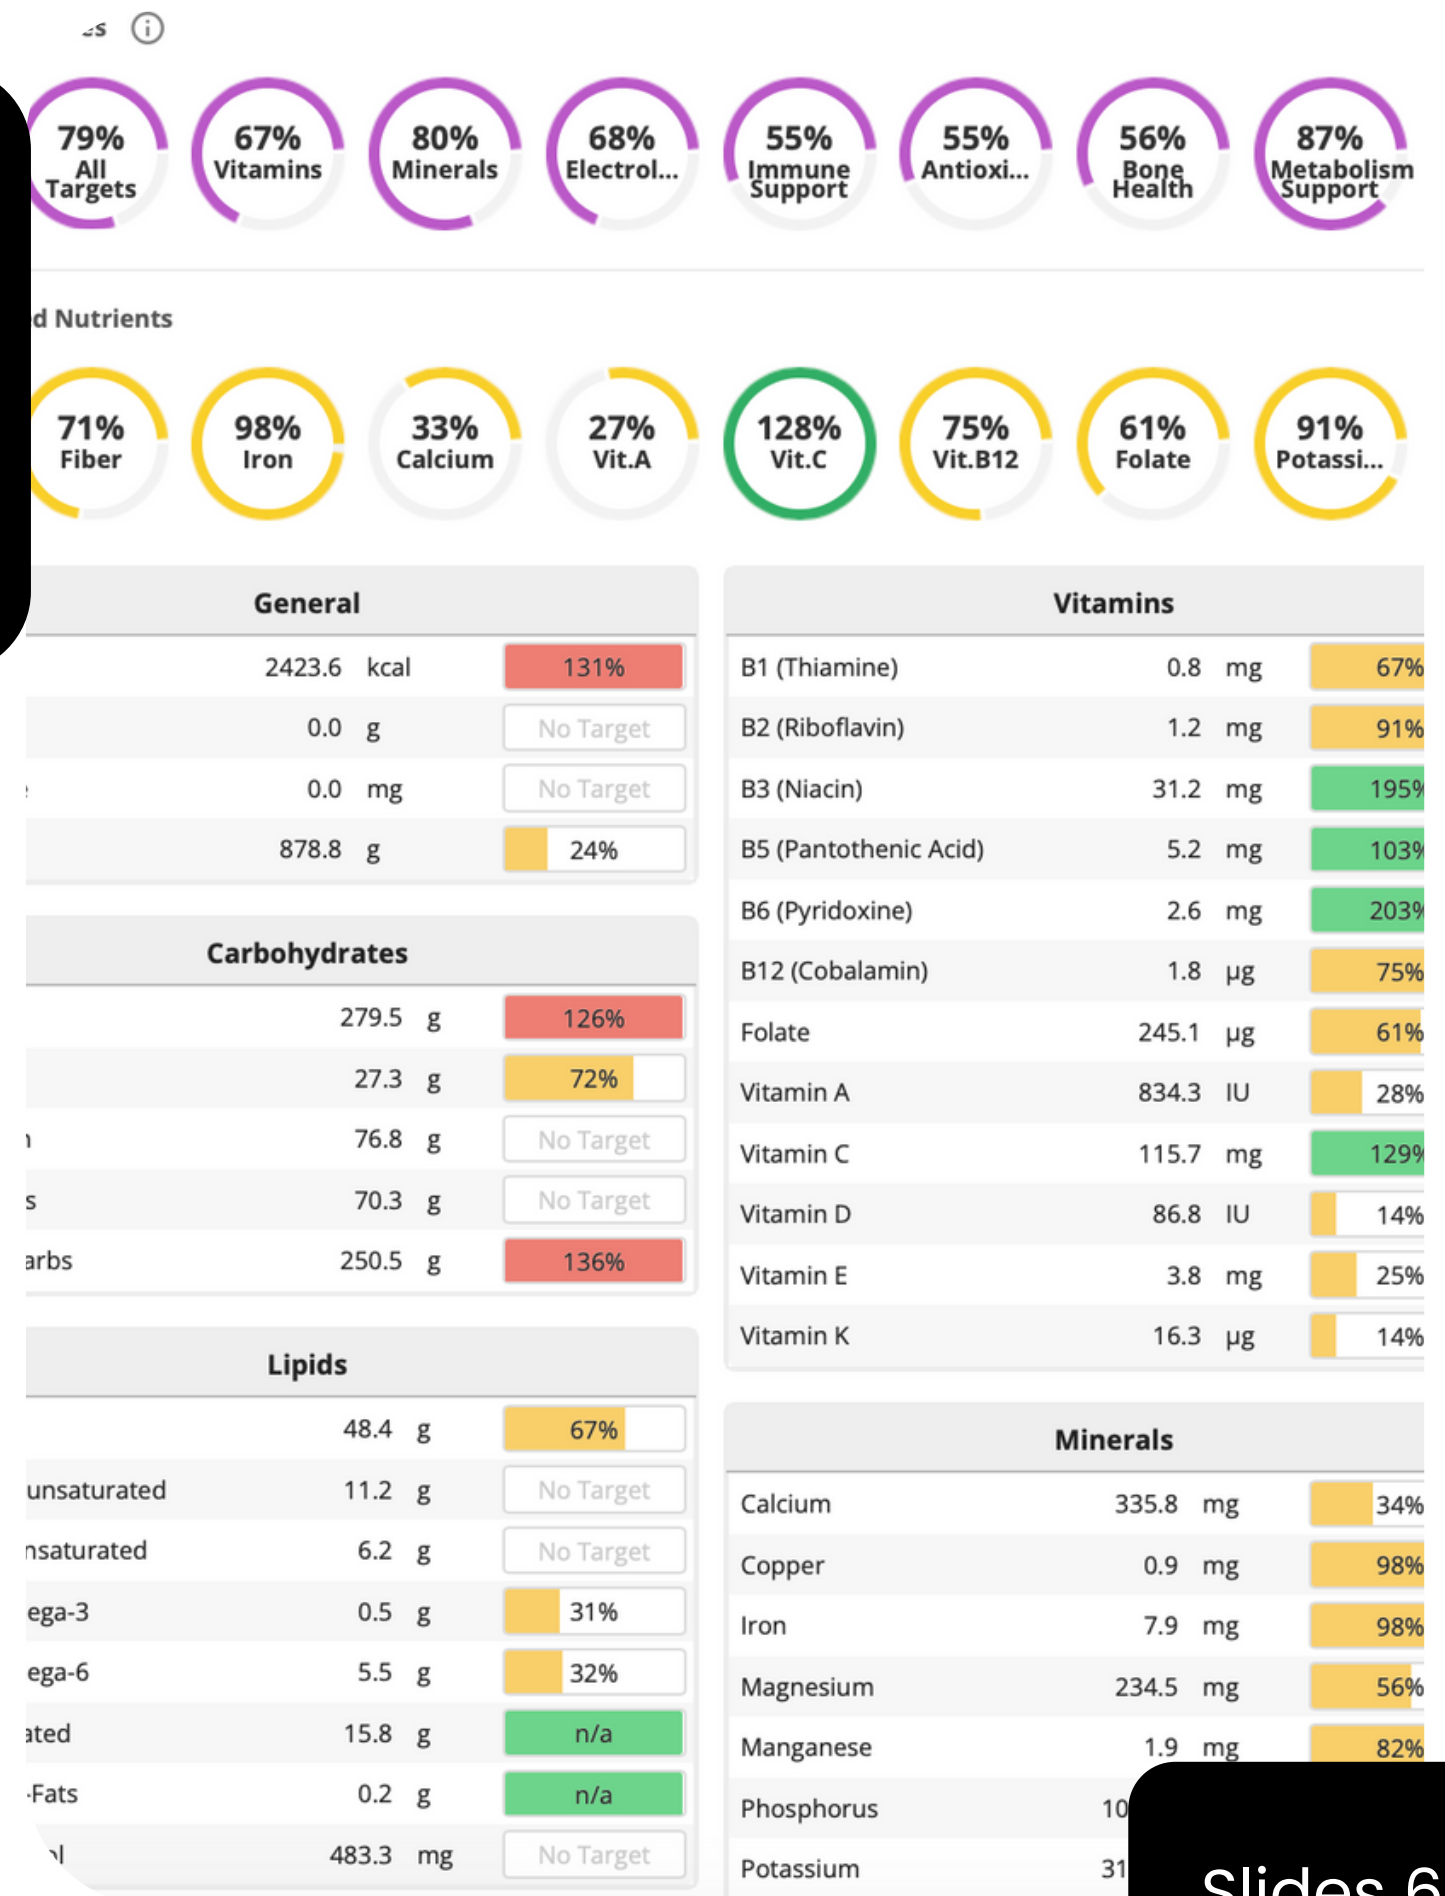 79%
All
Targets
67%
Vitamins
80%
Minerals
68%
Electrol...
55%
Immune
Support
55%
Antioxi...
56%
Bone
Health
87%
Metabolism
Support
d Nutrients
71%
Fiber
98%
Iron
33%
Calcium
27%
Vit.A
128%
Vit.C
75%
Vit.B12
61%
Folate
91%
Potassi...
General
2423.6 kcal 131%
0.0 g No Target
0.0 mg No Target
878.8 g 24%
Carbohydrates
279.5 g 126%
27.3 g 72%
76.8 g No Target
s 70.3 g No Target
arbs 250.5 g 136%
Lipids
48.4 g 67%
unsaturated 11.2 g No Target
nsaturated 6.2 g No Target
ega-3 0.5 g 31%
ega-6 5.5 g 32%
ated 15.8 g n/a
-Fats 0.2 g n/a
ol 483.3 mg No Target
Vitamins
B1 (Thiamine) 0.8 mg 67%
B2 (Riboflavin) 1.2 mg 91%
B3 (Niacin) 31.2 mg 195%
B5 (Pantothenic Acid) 5.2 mg 103%
B6 (Pyridoxine) 2.6 mg 203%
B12 (Cobalamin) 1.8 µg 75%
Folate 245.1 µg 61%
Vitamin A 834.3 IU 28%
Vitamin C 115.7 mg 129%
Vitamin D 86.8 IU 14%
Vitamin E 3.8 mg 25%
Vitamin K 16.3 µg 14%
Minerals
Calcium 335.8 mg 34%
Copper 0.9 mg 98%
Iron 7.9 mg 98%
Magnesium 234.5 mg 56%
Manganese 1.9 mg 82%
Phosphorus 10
Potassium 31
Slides 6